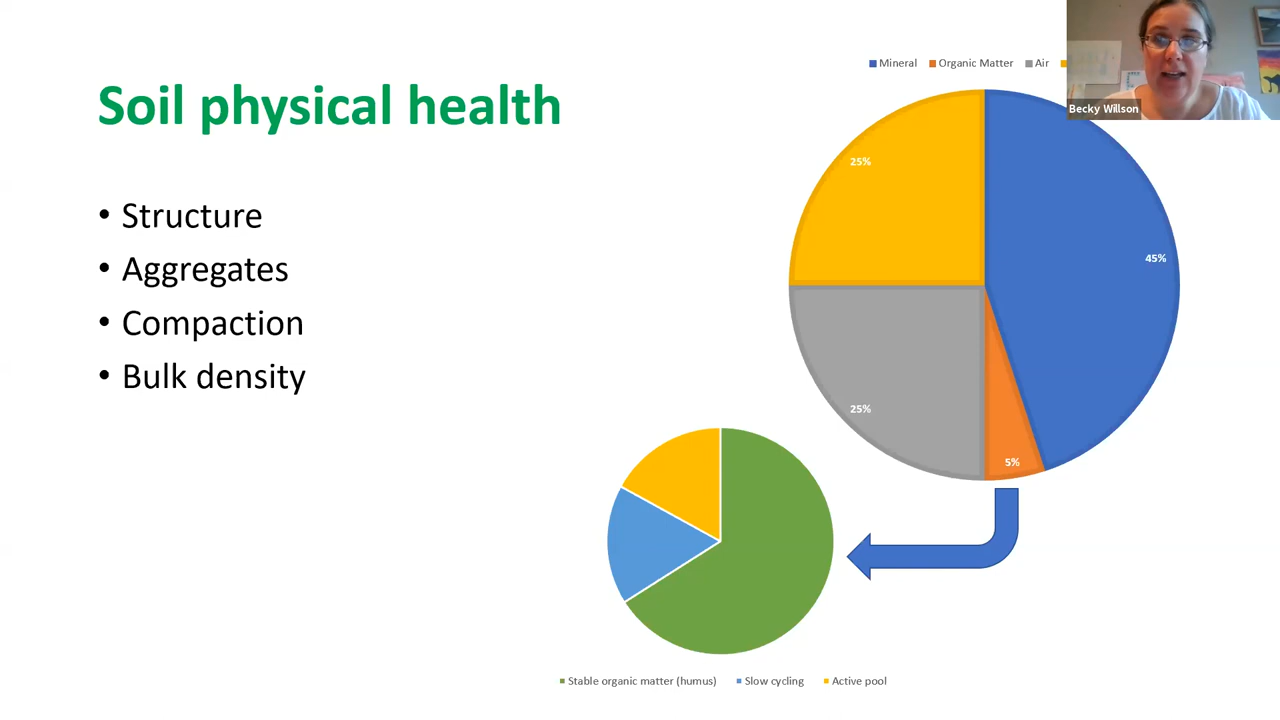 Soil physical health
• Structure
• Aggregates
• Compaction
• Bulk density
Mineral Organic Matter Air
Becky Willson
25%
45%
25%
5%
Stable organic matter (humus) Slow cycling Active pool